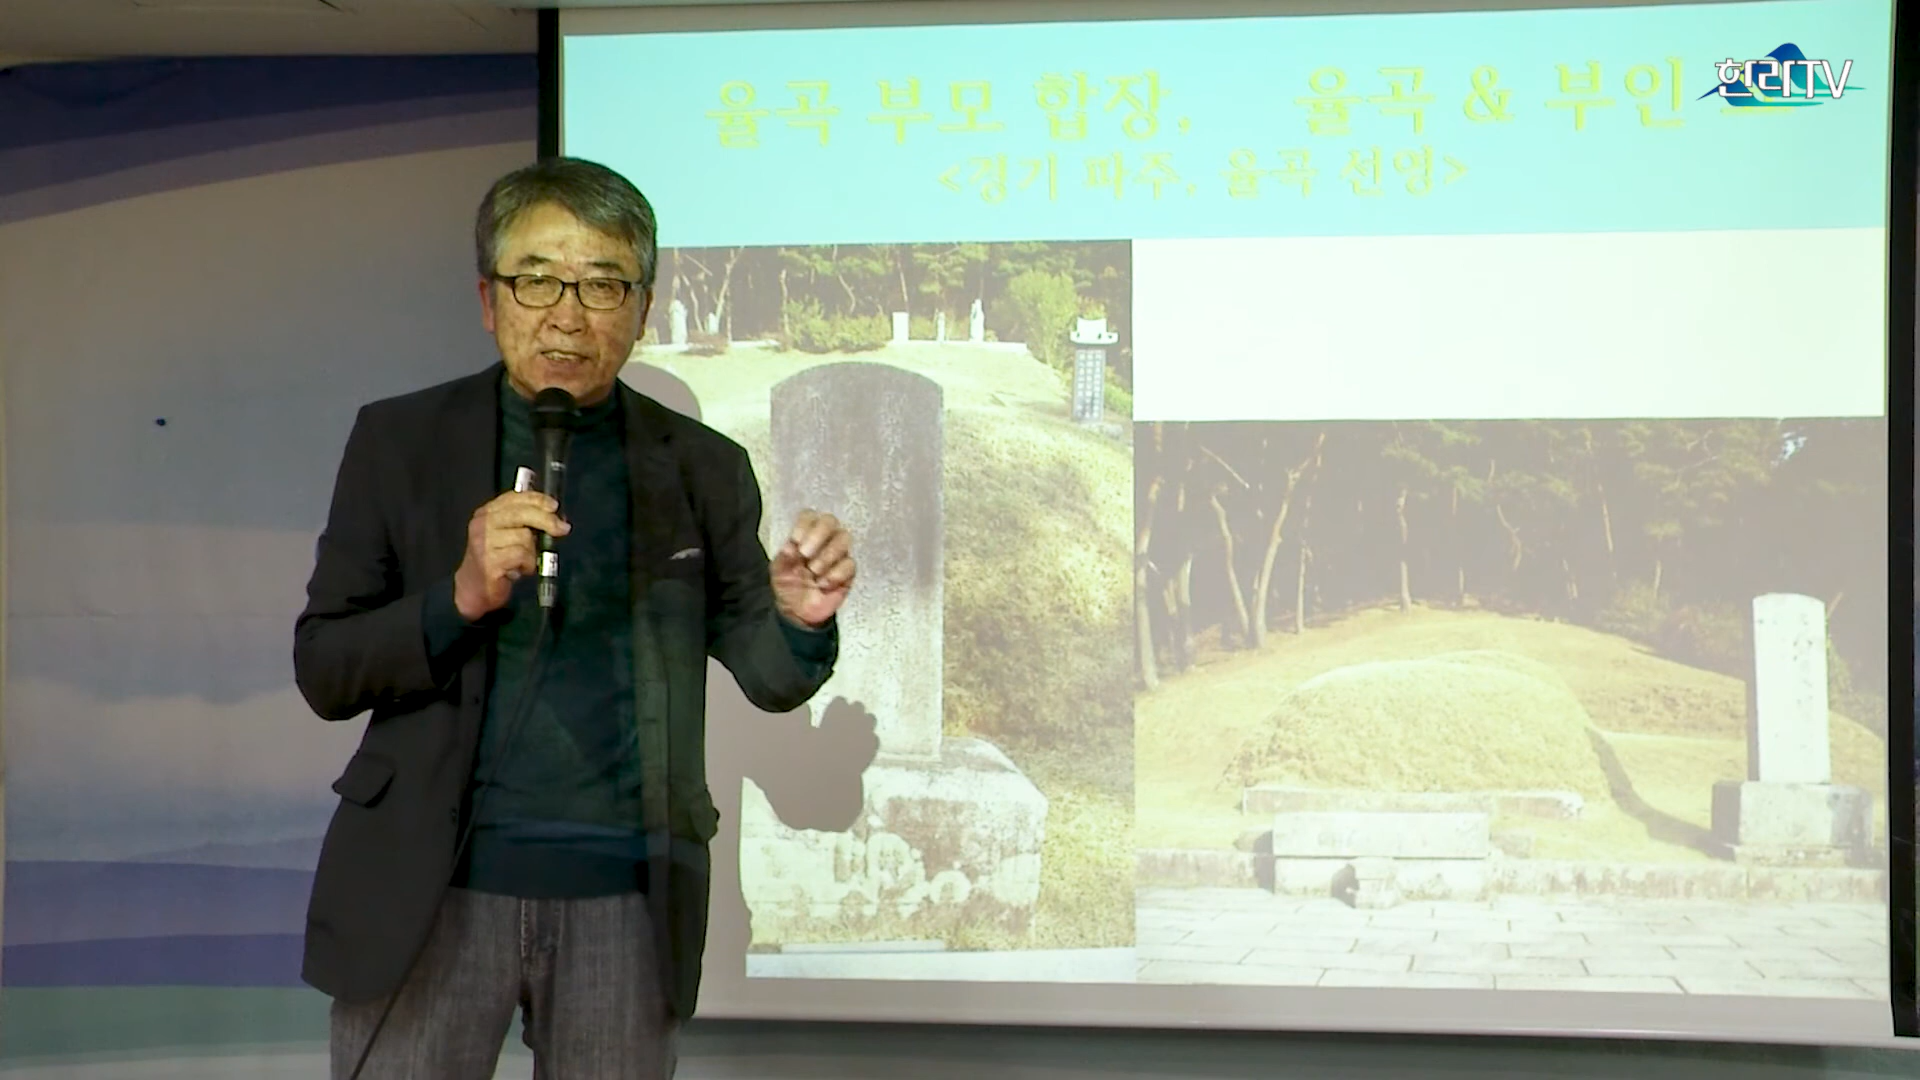 한라TV
율곡 부모 합장, 율곡 & 부인
<경기 파주, 율곡 선영>